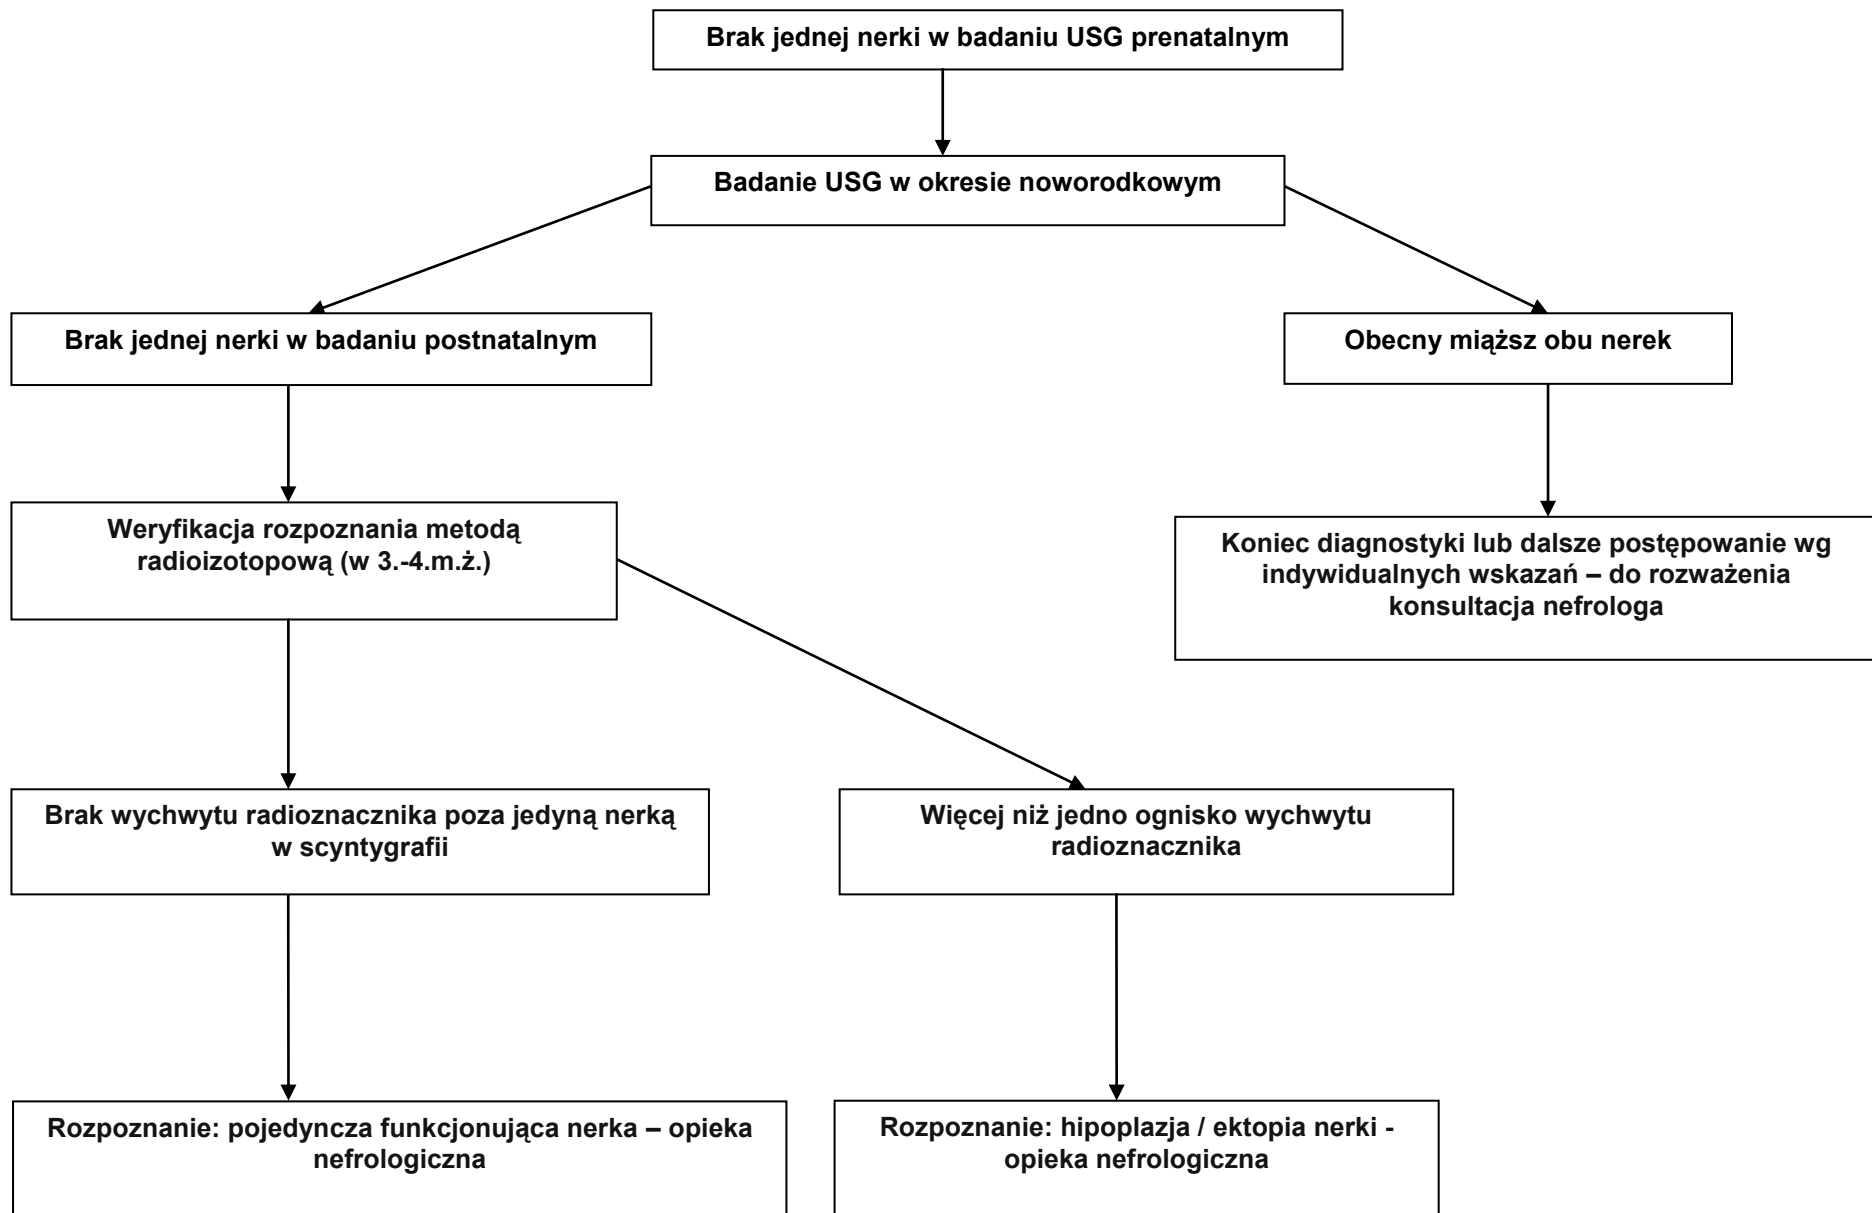 Brak jednej nerki w badaniu USG prenatalnym
Badanie USG w okresie noworodkowym
Brak jednej nerki w badaniu postnatalnym
Obecny miąższ obu nerek
Weryfikacja rozpoznania metodą
radioizotopową (w 3.-4.m.ż.)
Koniec diagnostyki lub dalsze postępowanie wg
indywidualnych wskazań – do rozważenia
konsultacja nefrologa
Brak wychwytu radioznacznika poza jedyną nerką
w scyntygrafii
Więcej niż jedno ognisko wychwytu
radioznacznika
Rozpoznanie: pojedyncza funkcjonująca nerka – opieka
nefrologiczna
Rozpoznanie: hipoplazja / ektopia nerki -
opieka nefrologiczna